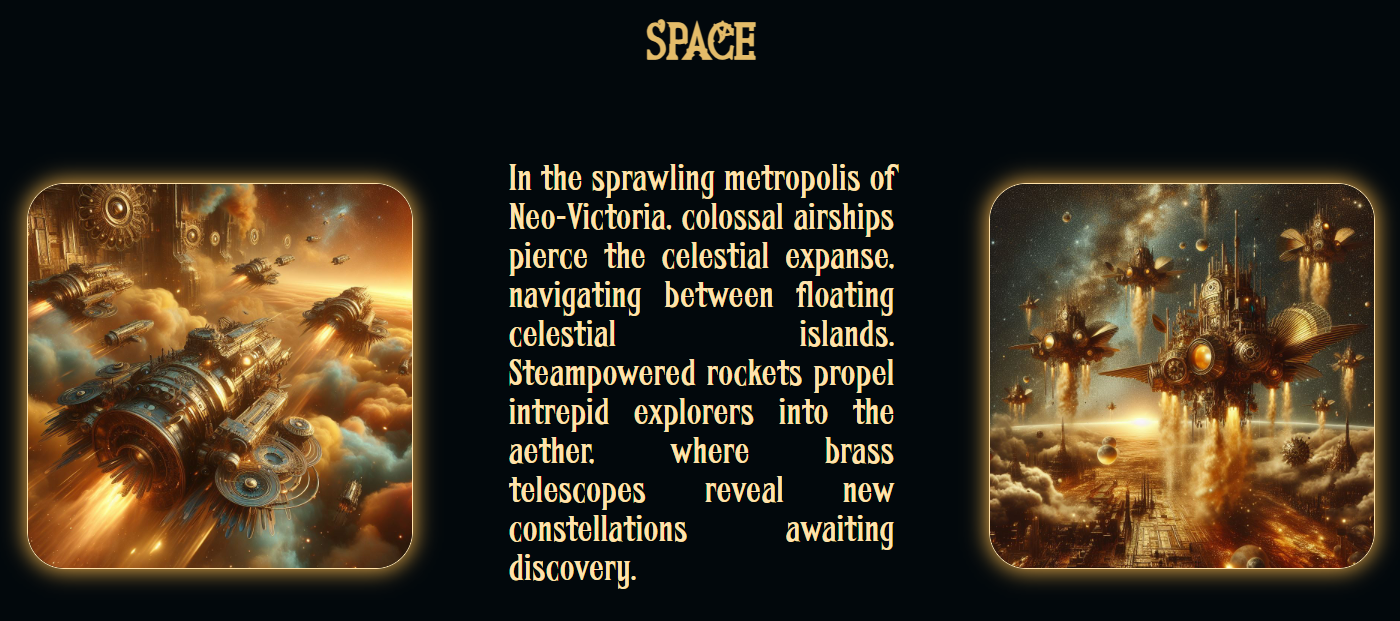 SPACE
In the sprawling metropolis of
Neo-Victoria, colossal airships
pierce the celestial expanse,
navigating between floating
celestial islands.
Steampowered rockets propel
intrepid explorers into the
aether, where brass
telescopes reveal new
constellations awaiting
discovery.